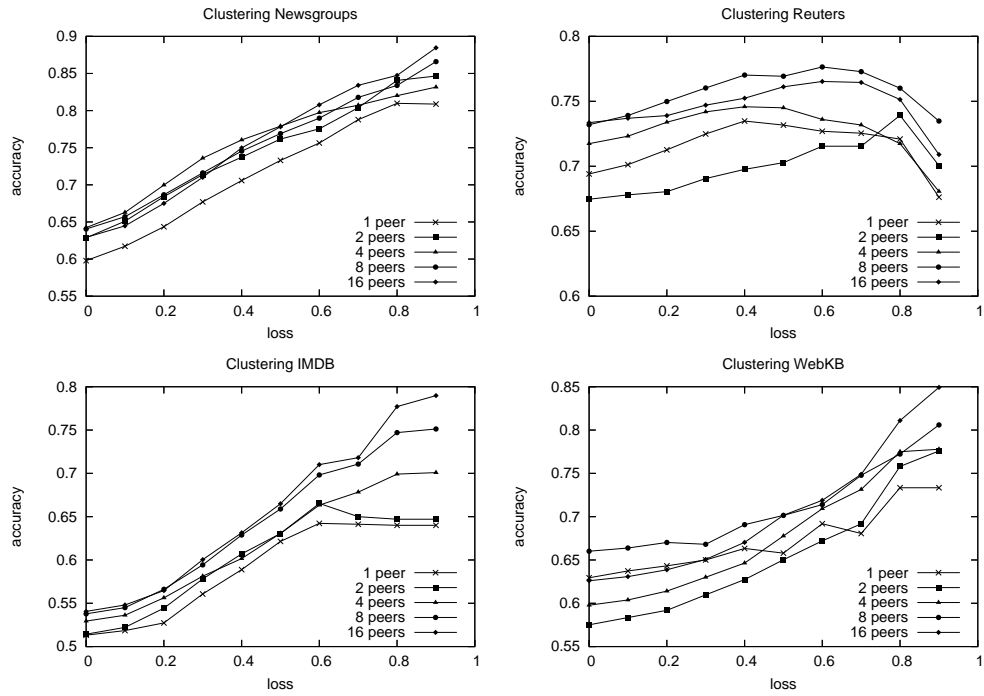 Clustering Newsgroups
0.9
0.85
0.8
0.75
0.7
0.65
0.6
0.55
accuracy
0 0.2 0.4 0.6 0.8 1
loss
1 peer
2 peers
4 peers
8 peers
16 peers
Clustering Reuters
0.8
0.75
0.7
0.65
0.6
accuracy
0 0.2 0.4 0.6 0.8 1
loss
1 peer
2 peers
4 peers
8 peers
16 peers
Clustering IMDB
0.8
0.75
0.7
0.65
0.6
0.55
0.5
accuracy
0 0.2 0.4 0.6 0.8 1
loss
1 peer
2 peers
4 peers
8 peers
16 peers
Clustering WebKB
0.85
0.8
0.75
0.7
0.65
0.6
0.55
accuracy
0 0.2 0.4 0.6 0.8 1
loss
1 peer
2 peers
4 peers
8 peers
16 peers